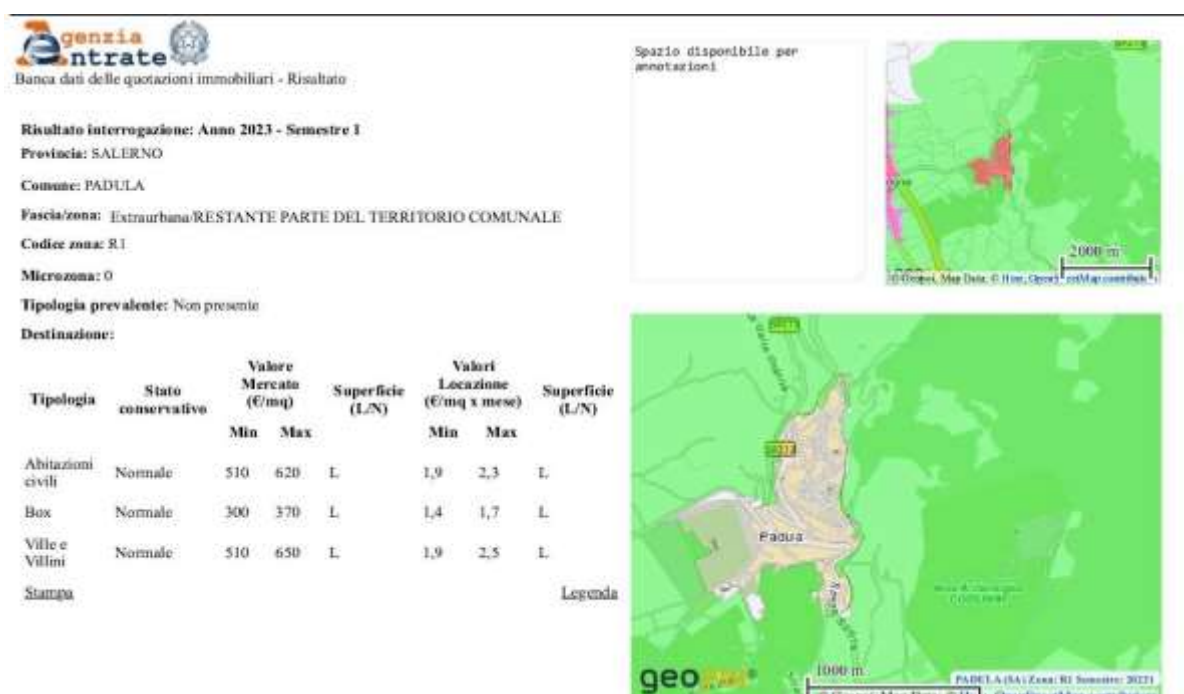 Agenzia
Entrate
Banca dati delle quotazioni immobiliari - Risultato
Risultato interrogazione: Anno 2023 - Semestre 1
Provincia: SALERNO
Comune: PADULA
Fascia/zona: Extraurbana/RESTANTE PARTE DEL TERRITORIO COMUNALE
Codice zona: R1
Microzona: 0
Tipologia prevalente: Non presente
Destinazione:
Tipologia Stato conservativo Valore Mercato (€/mq) Superficie (L/N) Valori Locazione (€/mq x mese) Superficie (L/N)
Min Max Min Max
Abitazioni civili Normale 510 620 L 1,9 2,3 L
Box Normale 300 370 L 1,4 1,7 L
Ville e Villini Normale 510 650 L 1,9 2,5 L
Stampa Legenda
Spazio disponibile per
annotazioni
2000 m
Padula
1000 m
geo
PADULA (SA) Zona: R1 Semestre: 20231